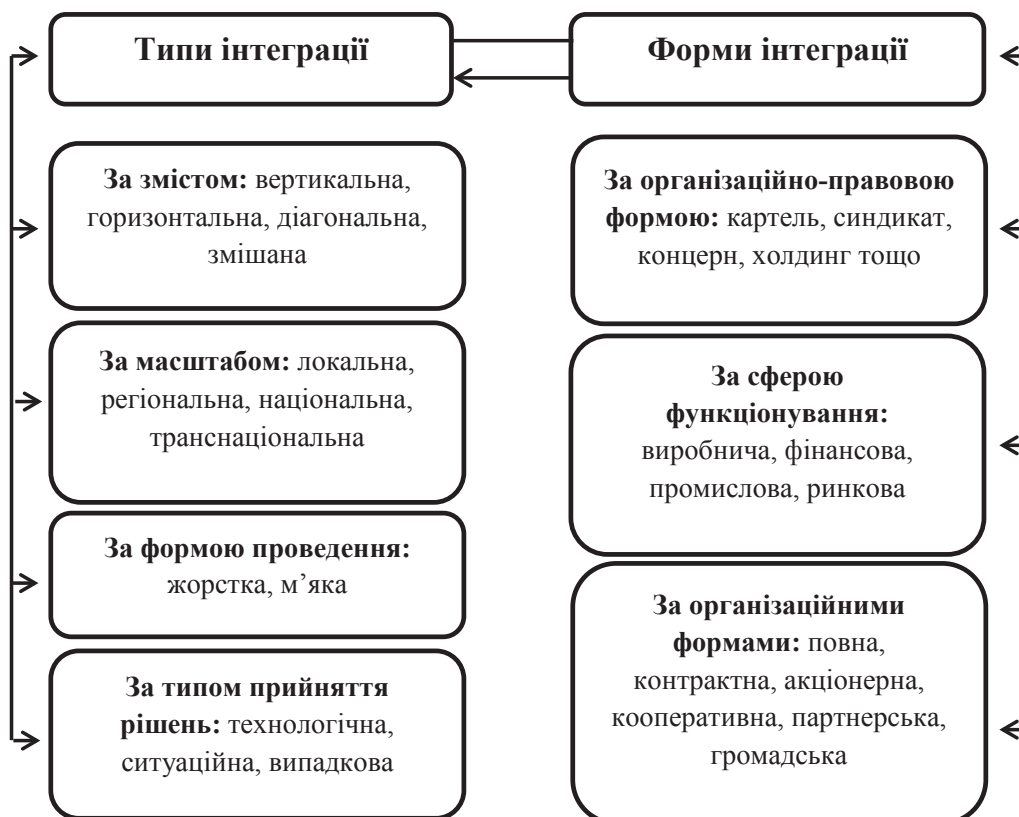 Типи інтеграції
За змістом: вертикальна,
горизонтальна, діагональна,
змішана
За масштабом: локальна,
регіональна, національна,
транснаціональна
За формою проведення:
жорстка, м’яка
За типом прийняття
рішень: технологічна,
ситуаційна, випадкова
Форми інтеграції
За організаційно-правовою
формою: картель, синдикат,
концерн, холдинг тощо
За сферою
функціонування:
виробнича, фінансова,
промислова, ринкова
За організаційними
формами: повна,
контрактна, акціонерна,
кооперативна, партнерська,
громадська